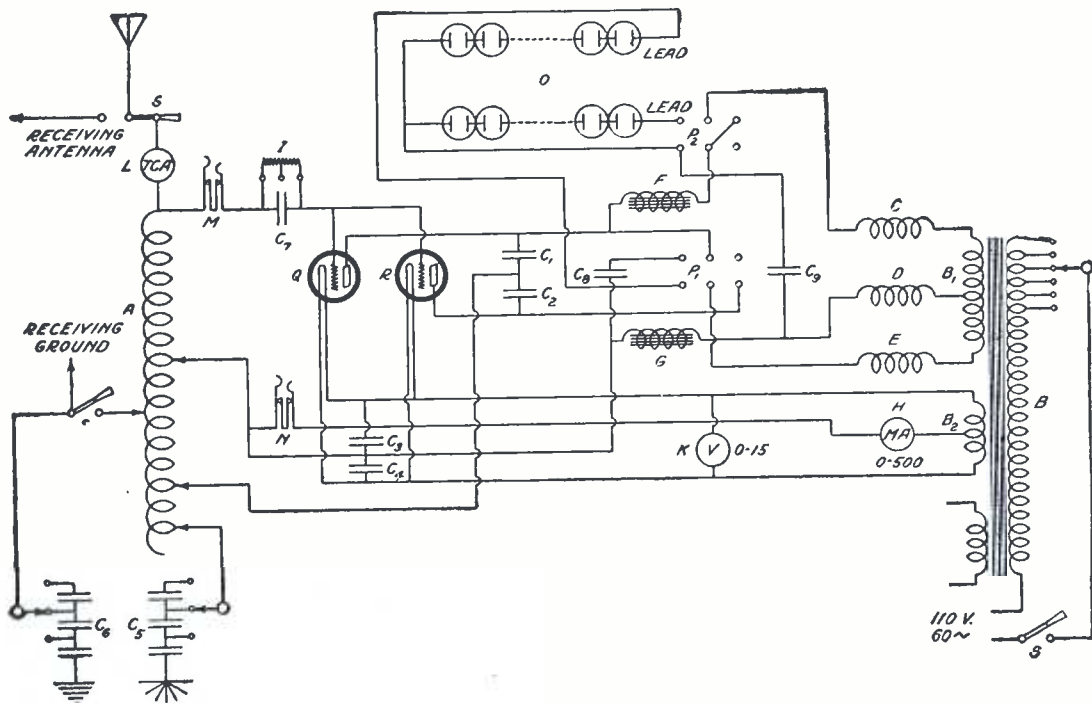 S
RECEIVING
ANTENNA
L
TCA
M
I
C7
LEAD
O
LEAD
P2
F
C
Q
R
C1
C2
C8
P1
C9
D
B1
A
G
E
RECEIVING
GROUND
N
C3
C4
K
V
0-15
H
MA
0-500
B2
B
C6
C5
110 V.
60~
S